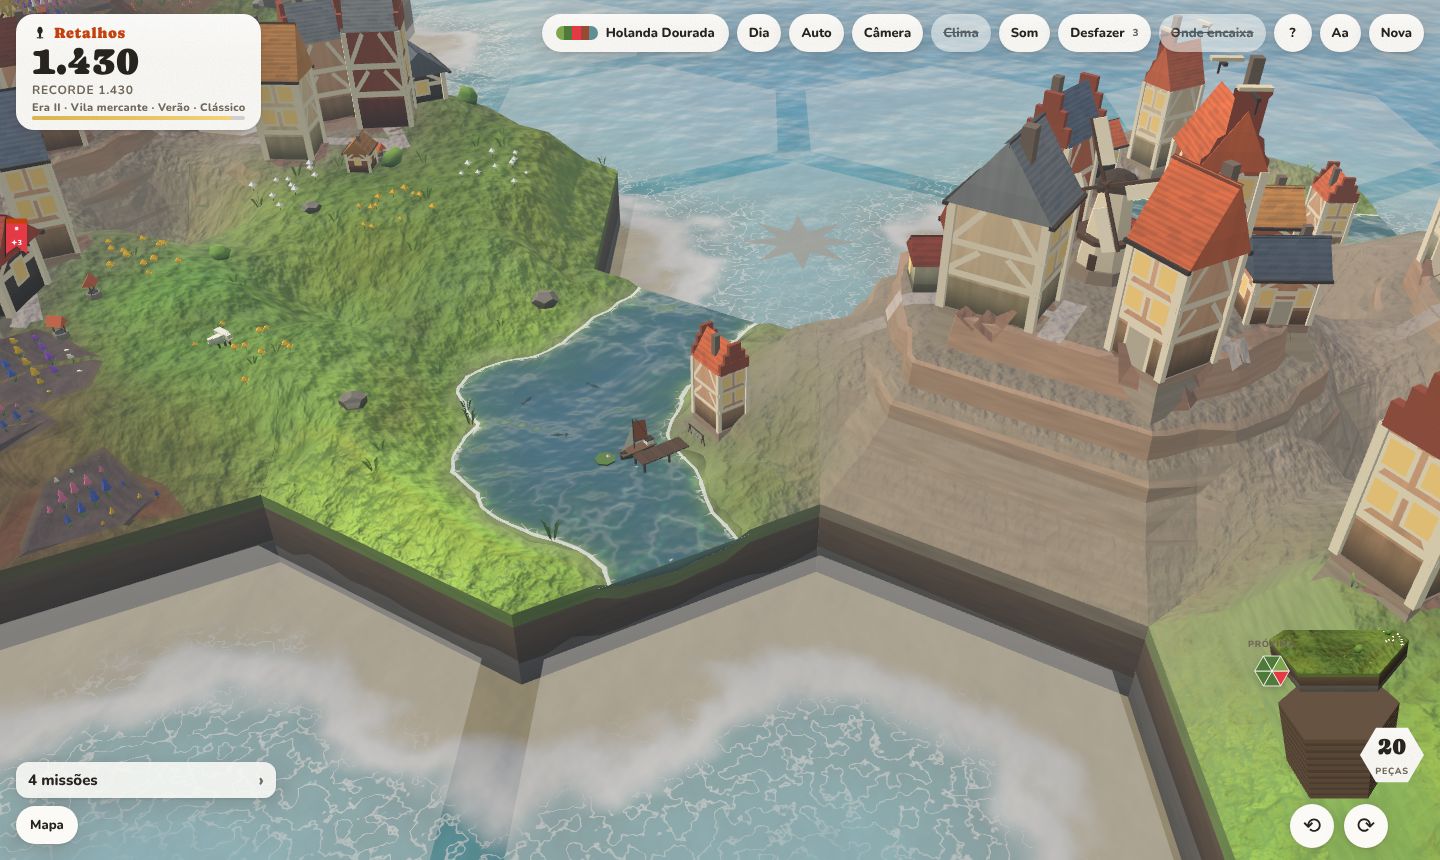 Retalhos
1.430
RECORDE 1.430
Era II · Vila mercante · Verão · Clássico
Holanda Dourada
Dia
Auto
Câmera
Clima
Som
Desfazer 3
Onde encaixa
?
Aa
Nova
+3
20
PEÇAS
4 missões ›
Mapa